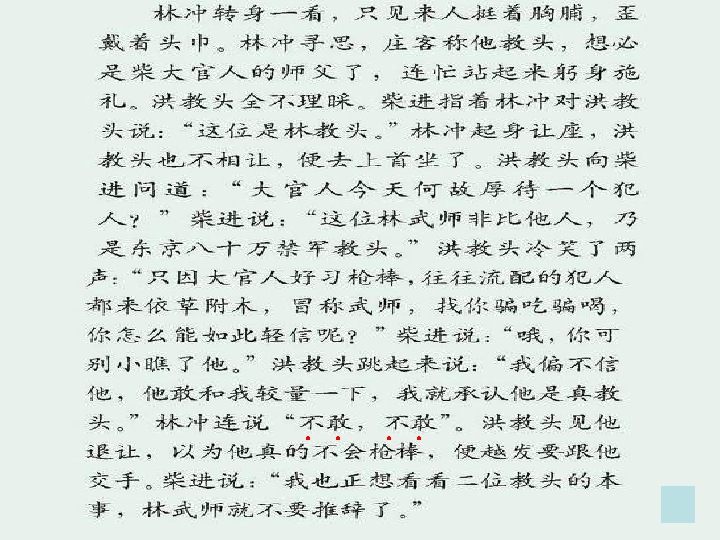 林冲转身一看，只见来人挺着胸脯，歪
戴着头巾。林冲寻思，庄客称他教头，想必
是柴大官人的师父了，连忙站起来躬身施
礼。洪教头全不理睬。柴进指着林冲对洪教
头说：“这位是林教头。”林冲起身让座，洪
教头也不相让，便去上首坐了。洪教头向柴
进问道：“大官人今天何故厚待一个犯
人？”柴进说：“这位林武师非比他人，乃
是东京八十万禁军教头。”洪教头冷笑了两
声：“只因大官人好习枪棒，往往流配的犯人
都来依草附木，冒称武师，找你骗吃骗喝，
你怎么能如此轻信呢？”柴进说：“哦，你可
别小瞧了他。”洪教头跳起来说：“我偏不信
他，他敢和我较量一下，我就承认他是真教
头。”林冲连说“不敢，不敢”。洪教头见他
退让，以为他真的不会枪棒，便越发要跟他
交手。柴进说：“我也正想看看二位教头的本
事，林武师就不要推辞了。”